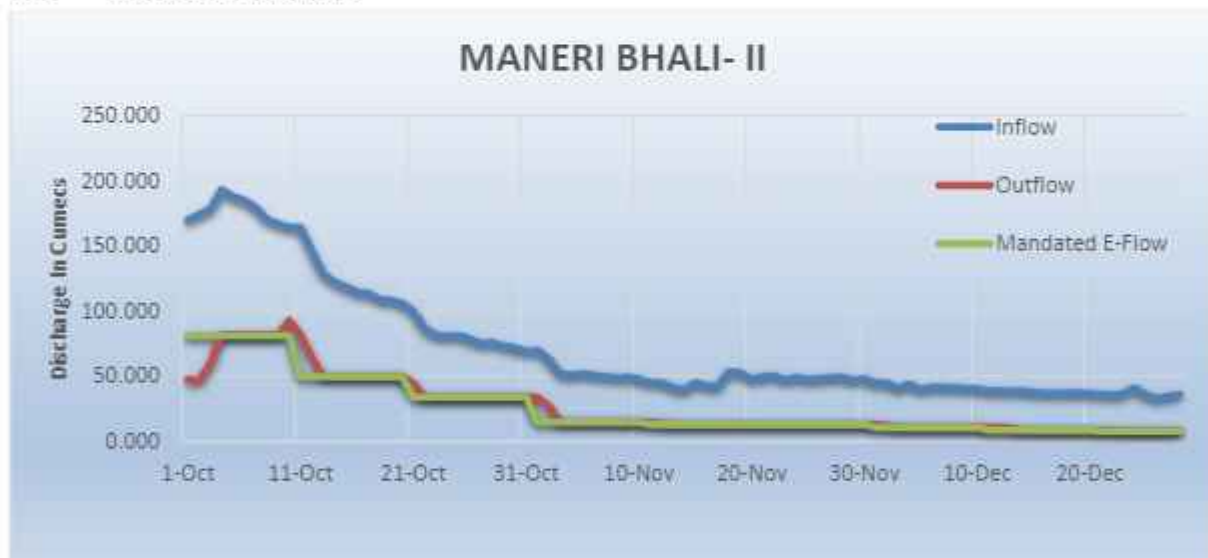 MANERI BHALI- II
250.000
200.000
150.000
100.000
50.000
0.000
Discharge In Cumecs
Inflow
Outflow
Mandated E-Flow
1-Oct 11-Oct 21-Oct 31-Oct 10-Nov 20-Nov 30-Nov 10-Dec 20-Dec